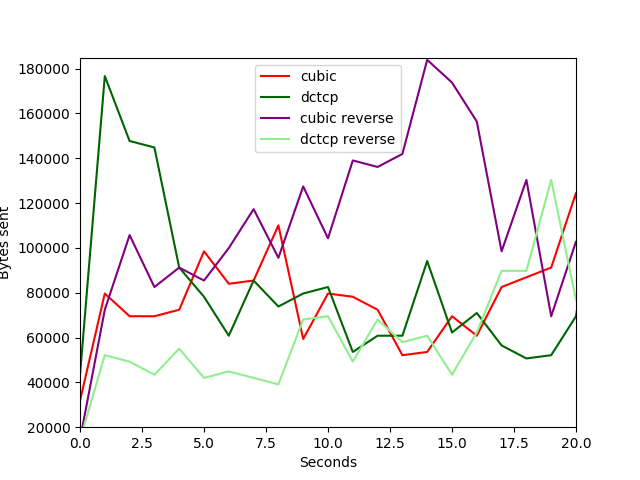 180000
160000
140000
120000
100000
80000
60000
40000
20000
Bytes sent
cubic
dctcp
cubic reverse
dctcp reverse
0.0 2.5 5.0 7.5 10.0 12.5 15.0 17.5 20.0
Seconds